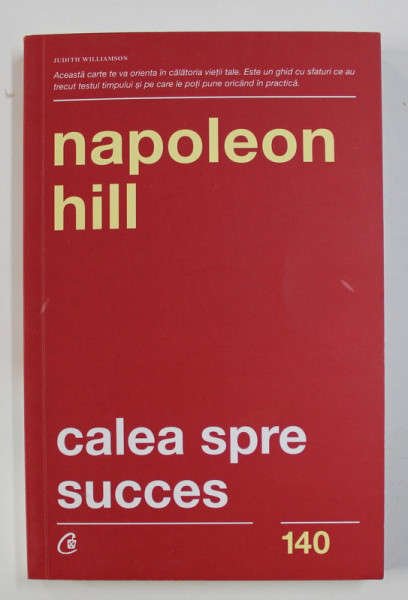 JUDITH WILLIAMSON
Această carte te va orienta în călătoria vieții tale. Este un ghid cu sfaturi ce au
trecut testul timpului și pe care le poți pune oricând în practică.
napoleon
hill
calea spre
succes
140